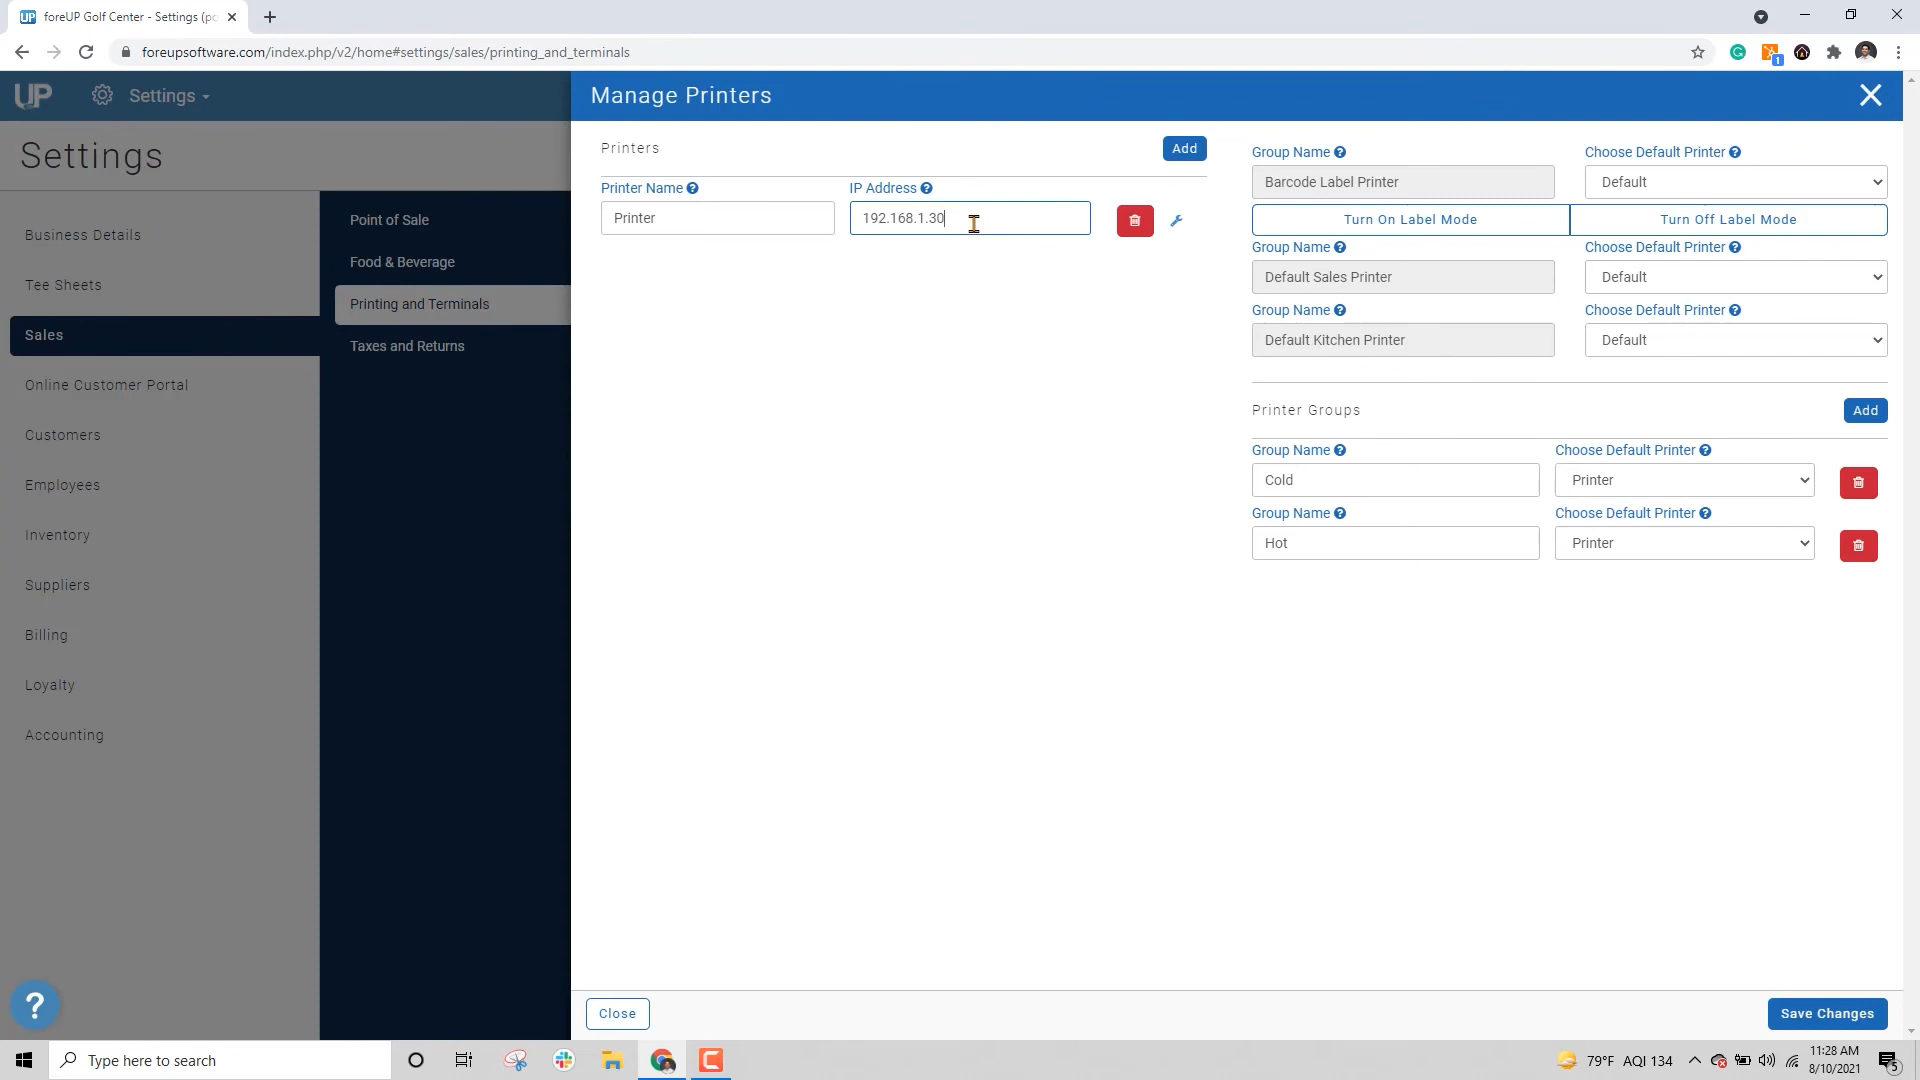 foreUP Golf Center - Settings (po
foreupsoftware.com/index.php/v2/home#settings/sales/printing_and_terminals
1
UP
Settings
Manage Printers
Settings
Business Details
Tee Sheets
Sales
Online Customer Portal
Customers
Employees
Inventory
Suppliers
Billing
Loyalty
Accounting
Point of Sale
Food & Beverage
Printing and Terminals
Taxes and Returns
Printers
Add
Printer Name ?
IP Address ?
Printer
192.168.1.30
Group Name ?
Choose Default Printer ?
Barcode Label Printer
Default
Turn On Label Mode
Turn Off Label Mode
Group Name ?
Choose Default Printer ?
Default Sales Printer
Default
Group Name ?
Choose Default Printer ?
Default Kitchen Printer
Default
Printer Groups
Add
Group Name ?
Choose Default Printer ?
Cold
Printer
Group Name ?
Choose Default Printer ?
Hot
Printer
?
Close
Save Changes
Type here to search
79°F AQI 134
11:28 AM
8/10/2021
5